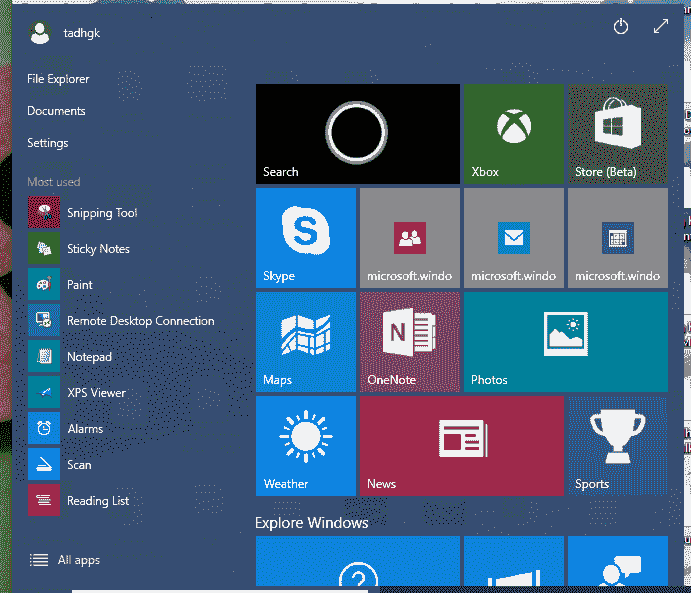 tadhgk
File Explorer
Documents
Settings
Most used
Snipping Tool
Sticky Notes
Paint
Remote Desktop Connection
Notepad
XPS Viewer
Alarms
Scan
Reading List
All apps
Search
Xbox
Store (Beta)
Skype
microsoft.windo
microsoft.windo
microsoft.windo
Maps
OneNote
Photos
Weather
News
Sports
Explore Windows